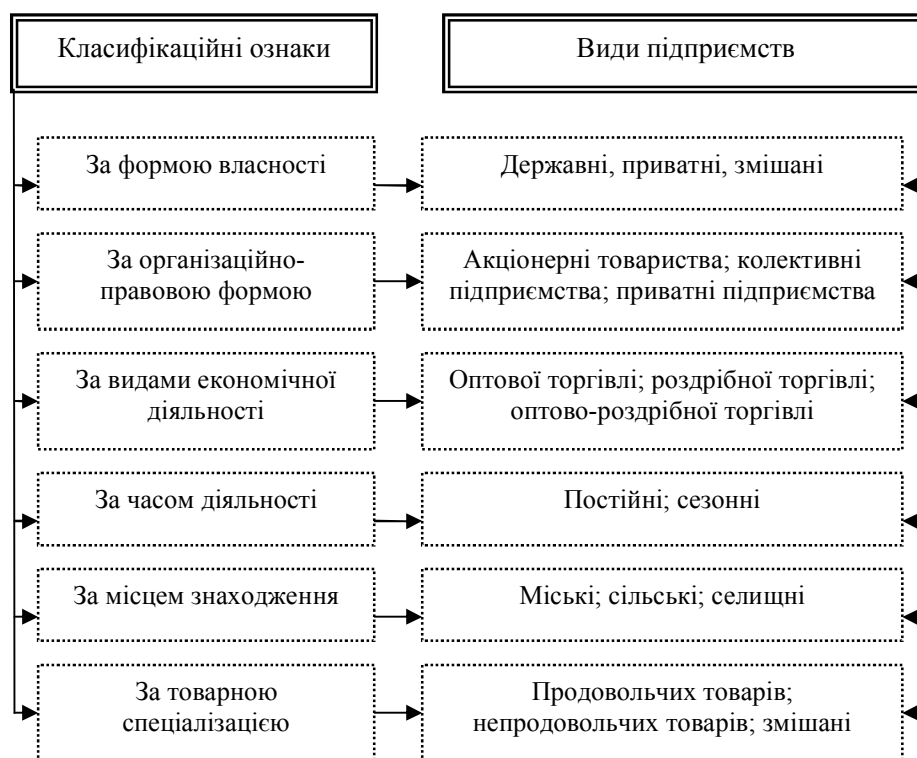 Класифікаційні ознаки
Види підприємств
За формою власності
Державні, приватні, змішані
За організаційно-
правовою формою
Акціонерні товариства; колективні
підприємства; приватні підприємства
За видами економічної
діяльності
Оптової торгівлі; роздрібної торгівлі;
оптово-роздрібної торгівлі
За часом діяльності
Постійні; сезонні
За місцем знаходження
Міські; сільські; селищні
За товарною
спеціалізацією
Продовольчих товарів;
непродовольчих товарів; змішані